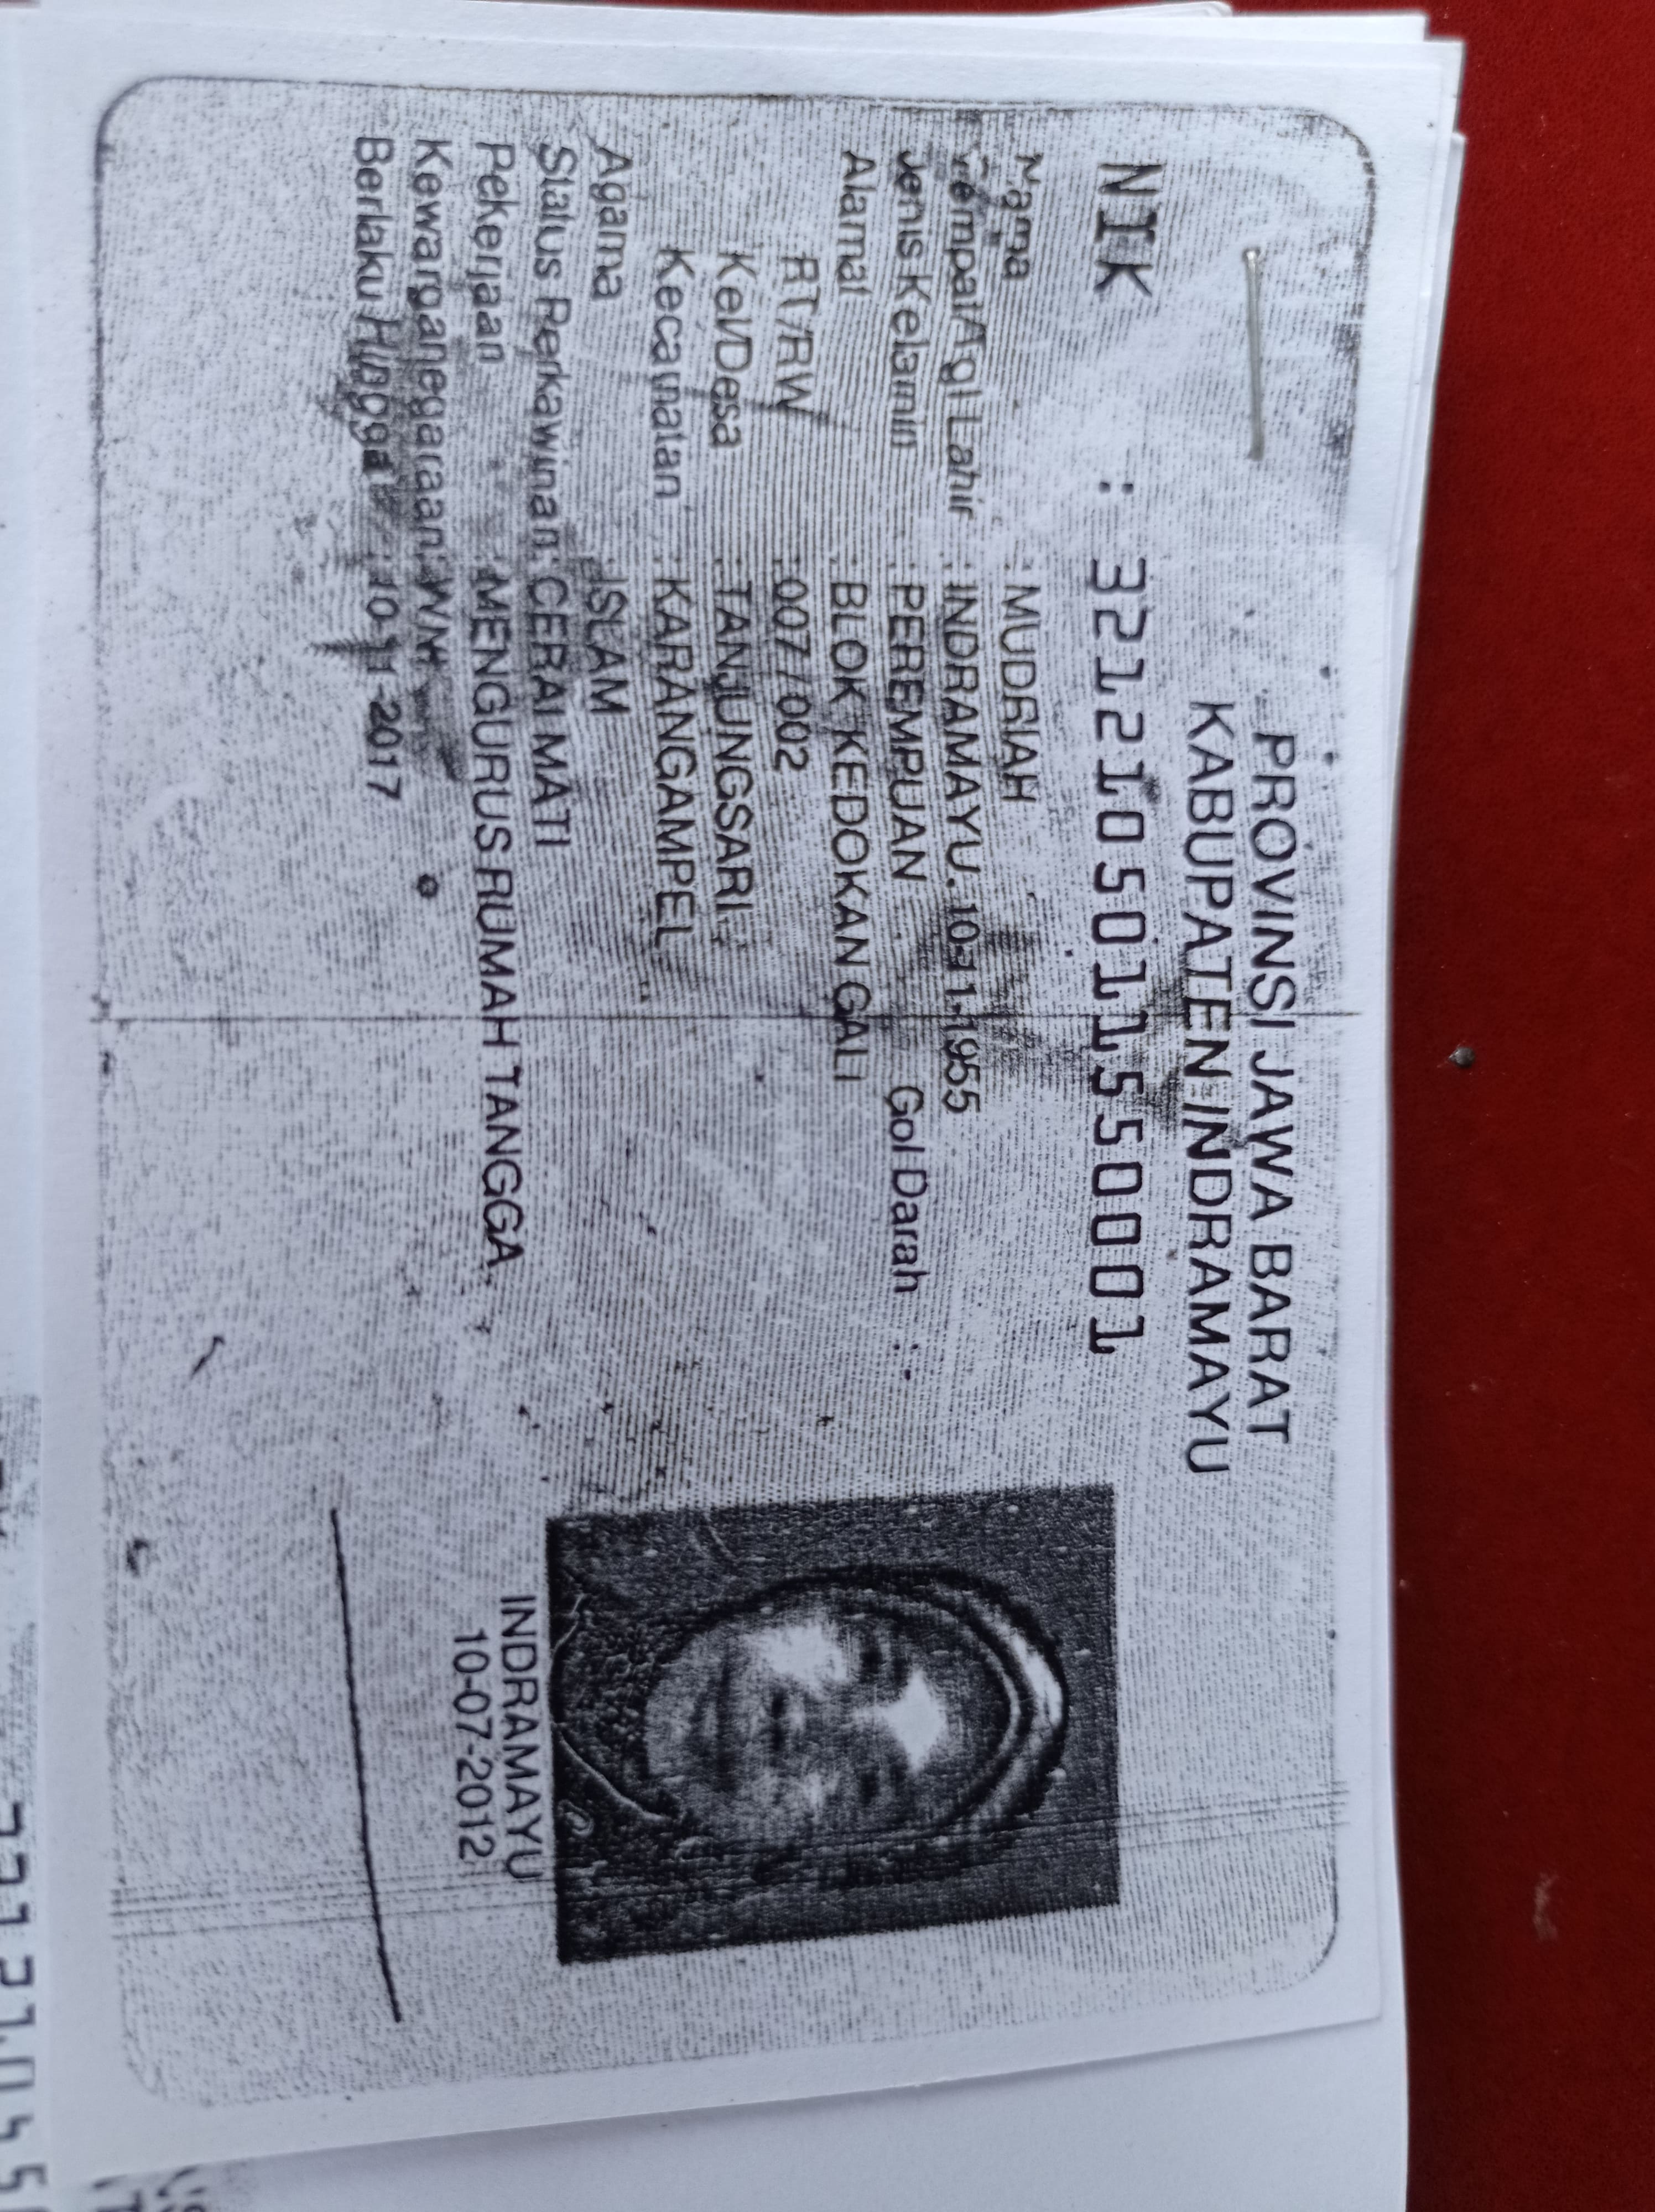 PROVINSI JAWA BARAT
KABUPATEN INDRAMAYU
NIK : 3212105011550001
Nama : MUDRIAH
Tempat/Tgl Lahir : INDRAMAYU, 10-11-1955
Jenis Kelamin : PEREMPUAN Gol Darah : -
Alamat : BLOK KEDOKAN GALI
RT/RW : 007 / 002
Kel/Desa : TANJUNGSARI
Kecamatan : KARANGAMPEL
Agama : ISLAM
Status Perkawinan : CERAI MATI
Pekerjaan : MENGURUS RUMAH TANGGA
Kewarganegaraan : WNI
Berlaku Hingga : 10-11-2017
INDRAMAYU
10-07-2012